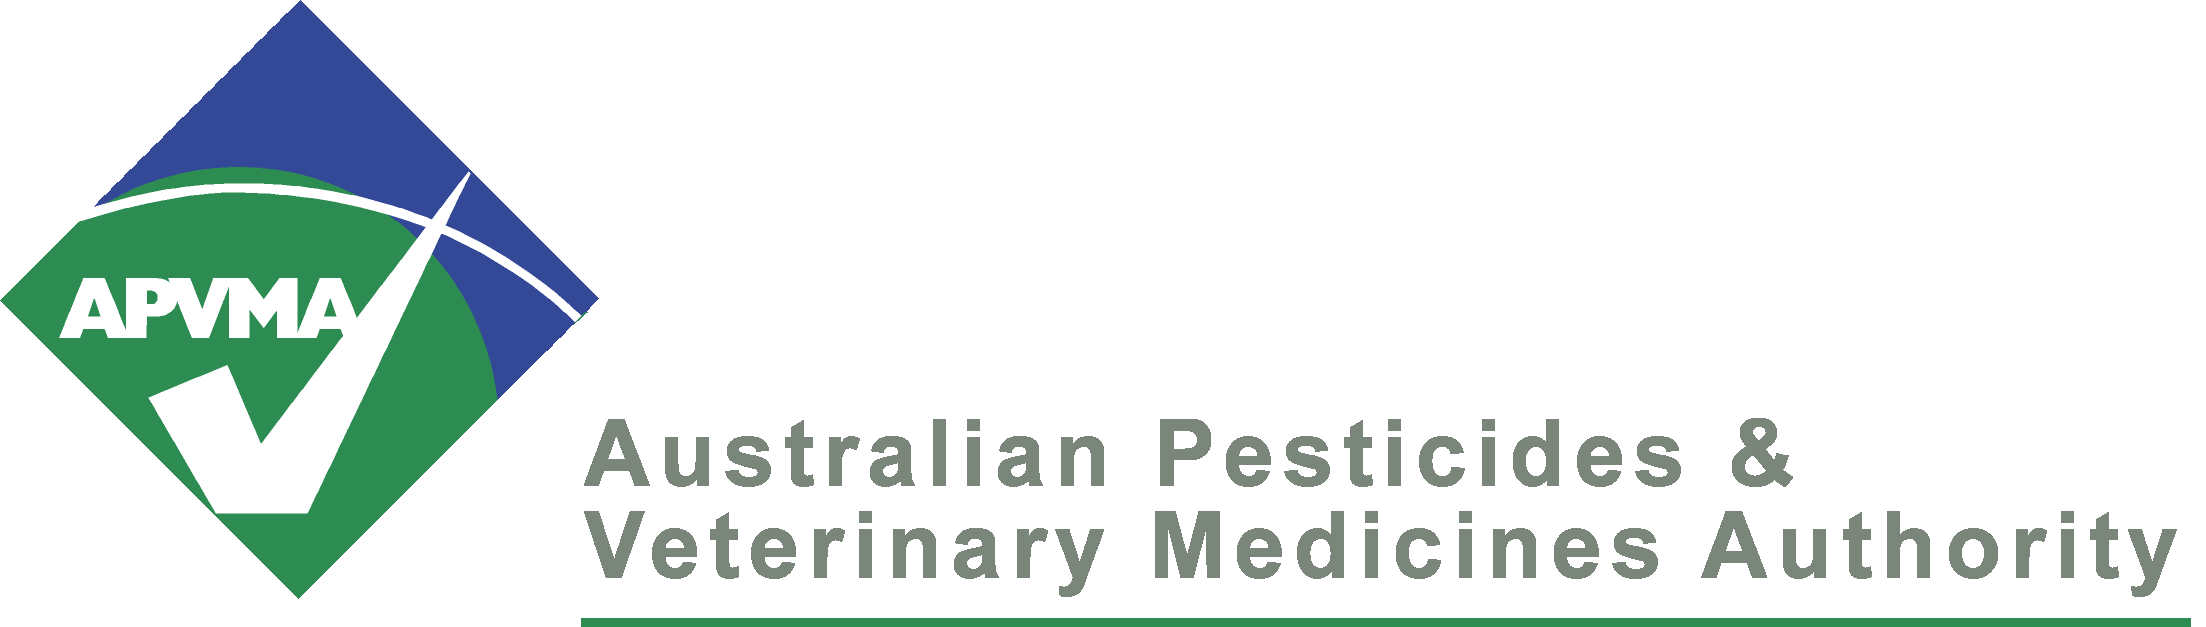 APVMA
Australian Pesticides &
Veterinary Medicines Authority